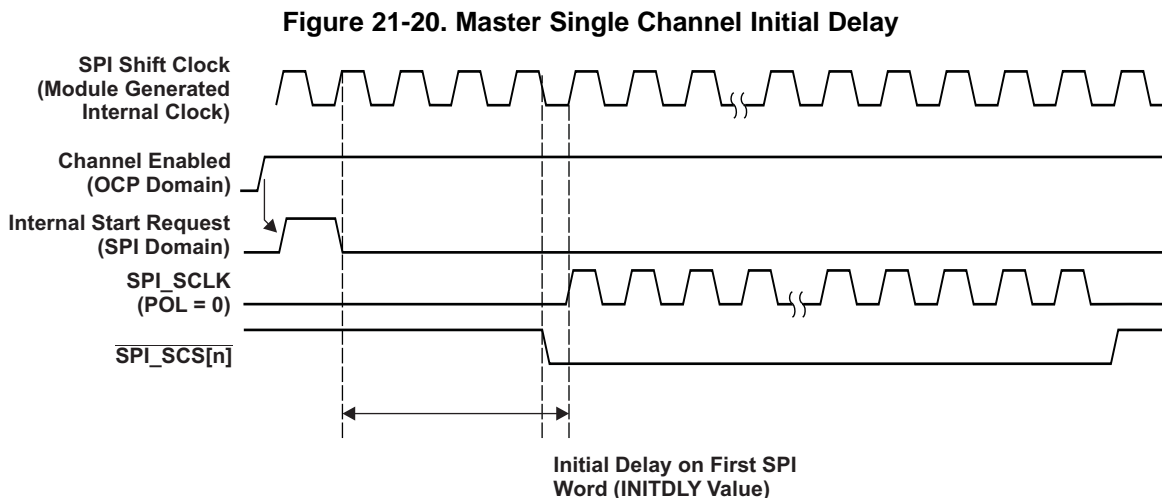 Figure 21-20. Master Single Channel Initial Delay
SPI Shift Clock
(Module Generated
Internal Clock)
Channel Enabled
(OCP Domain)
Internal Start Request
(SPI Domain)
SPI_SCLK
(POL = 0)
SPI_SCS[n]
Initial Delay on First SPI
Word (INITDLY Value)